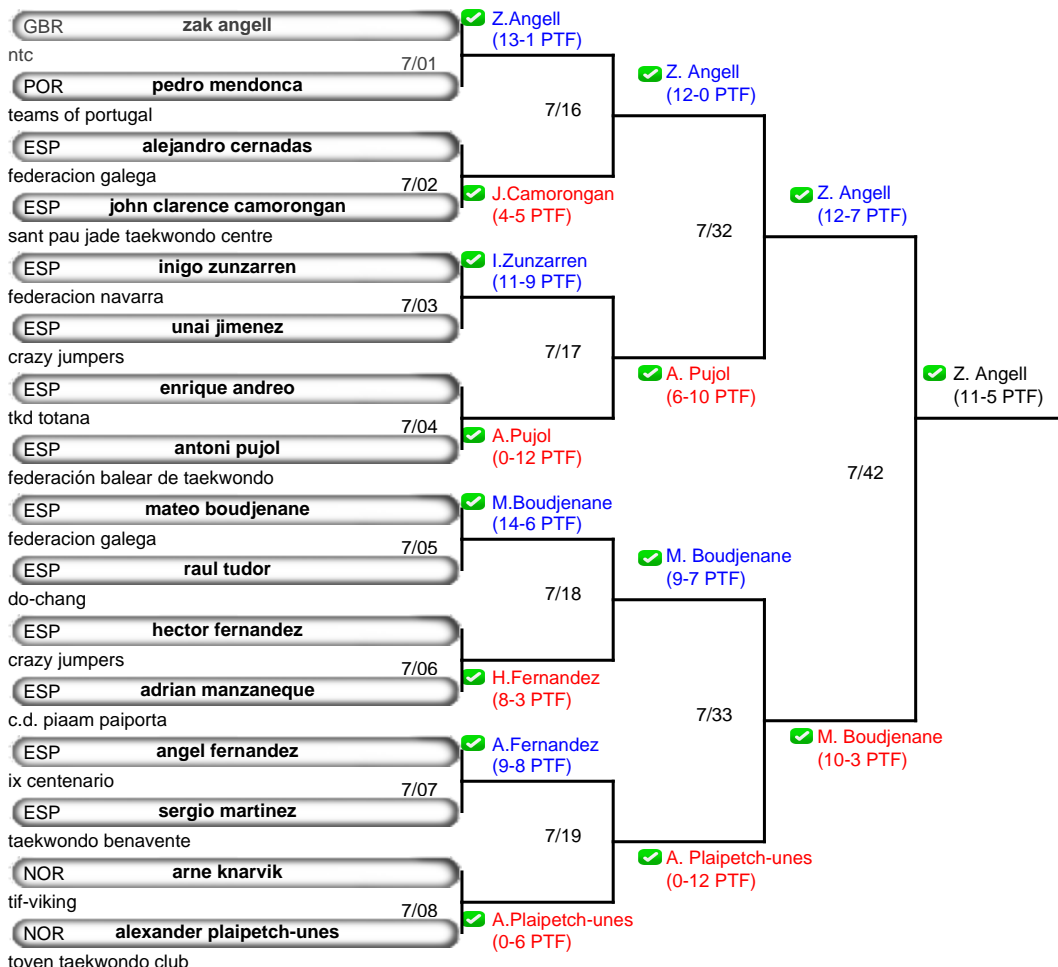 GBR zak angell
ntc
7/01
POR pedro mendonca
teams of portugal
ESP alejandro cernadas
federacion galega
7/02
ESP john clarence camorongan
sant pau jade taekwondo centre
ESP inigo zunzarren
federacion navarra
7/03
ESP unai jimenez
crazy jumpers
ESP enrique andreo
tkd totana
7/04
ESP antoni pujol
federación balear de taekwondo
ESP mateo boudjenane
federacion galega
7/05
ESP raul tudor
do-chang
ESP hector fernandez
crazy jumpers
7/06
ESP adrian manzaneque
c.d. piaam paiporta
ESP angel fernandez
ix centenario
7/07
ESP sergio martinez
taekwondo benavente
NOR arne knarvik
tif-viking
7/08
NOR alexander plaipetch-unes
toyen taekwondo club
Z.Angell
(13-1 PTF)
7/16
J.Camorongan
(4-5 PTF)
I.Zunzarren
(11-9 PTF)
7/17
A.Pujol
(0-12 PTF)
M.Boudjenane
(14-6 PTF)
7/18
H.Fernandez
(8-3 PTF)
A.Fernandez
(9-8 PTF)
7/19
A.Plaipetch-unes
(0-6 PTF)
Z. Angell
(12-0 PTF)
7/32
A. Pujol
(6-10 PTF)
M. Boudjenane
(9-7 PTF)
7/33
A. Plaipetch-unes
(0-12 PTF)
Z. Angell
(12-7 PTF)
7/42
M. Boudjenane
(10-3 PTF)
Z. Angell
(11-5 PTF)